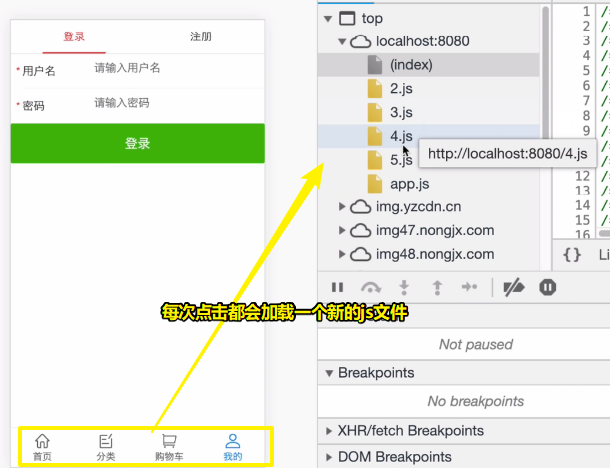 登录 注册
* 用户名 请输入用户名
* 密码 请输入密码
登录
首页 分类 购物车 我的
每次点击都会加载一个新的js文件
top
localhost:8080
(index)
2.js
3.js
4.js
http://localhost:8080/4.js
5.js
app.js
img.yzcdn.cn
img47.nongjx.com
img48.nongjx.com
1 /
2 /
3 /
4 /
5 /
6 /
7 /
8 /
9 /
12 /
13 /
14 /
15 /
16
{} Li
Not paused
Breakpoints
No breakpoints
XHR/fetch Breakpoints
DOM Breakpoints